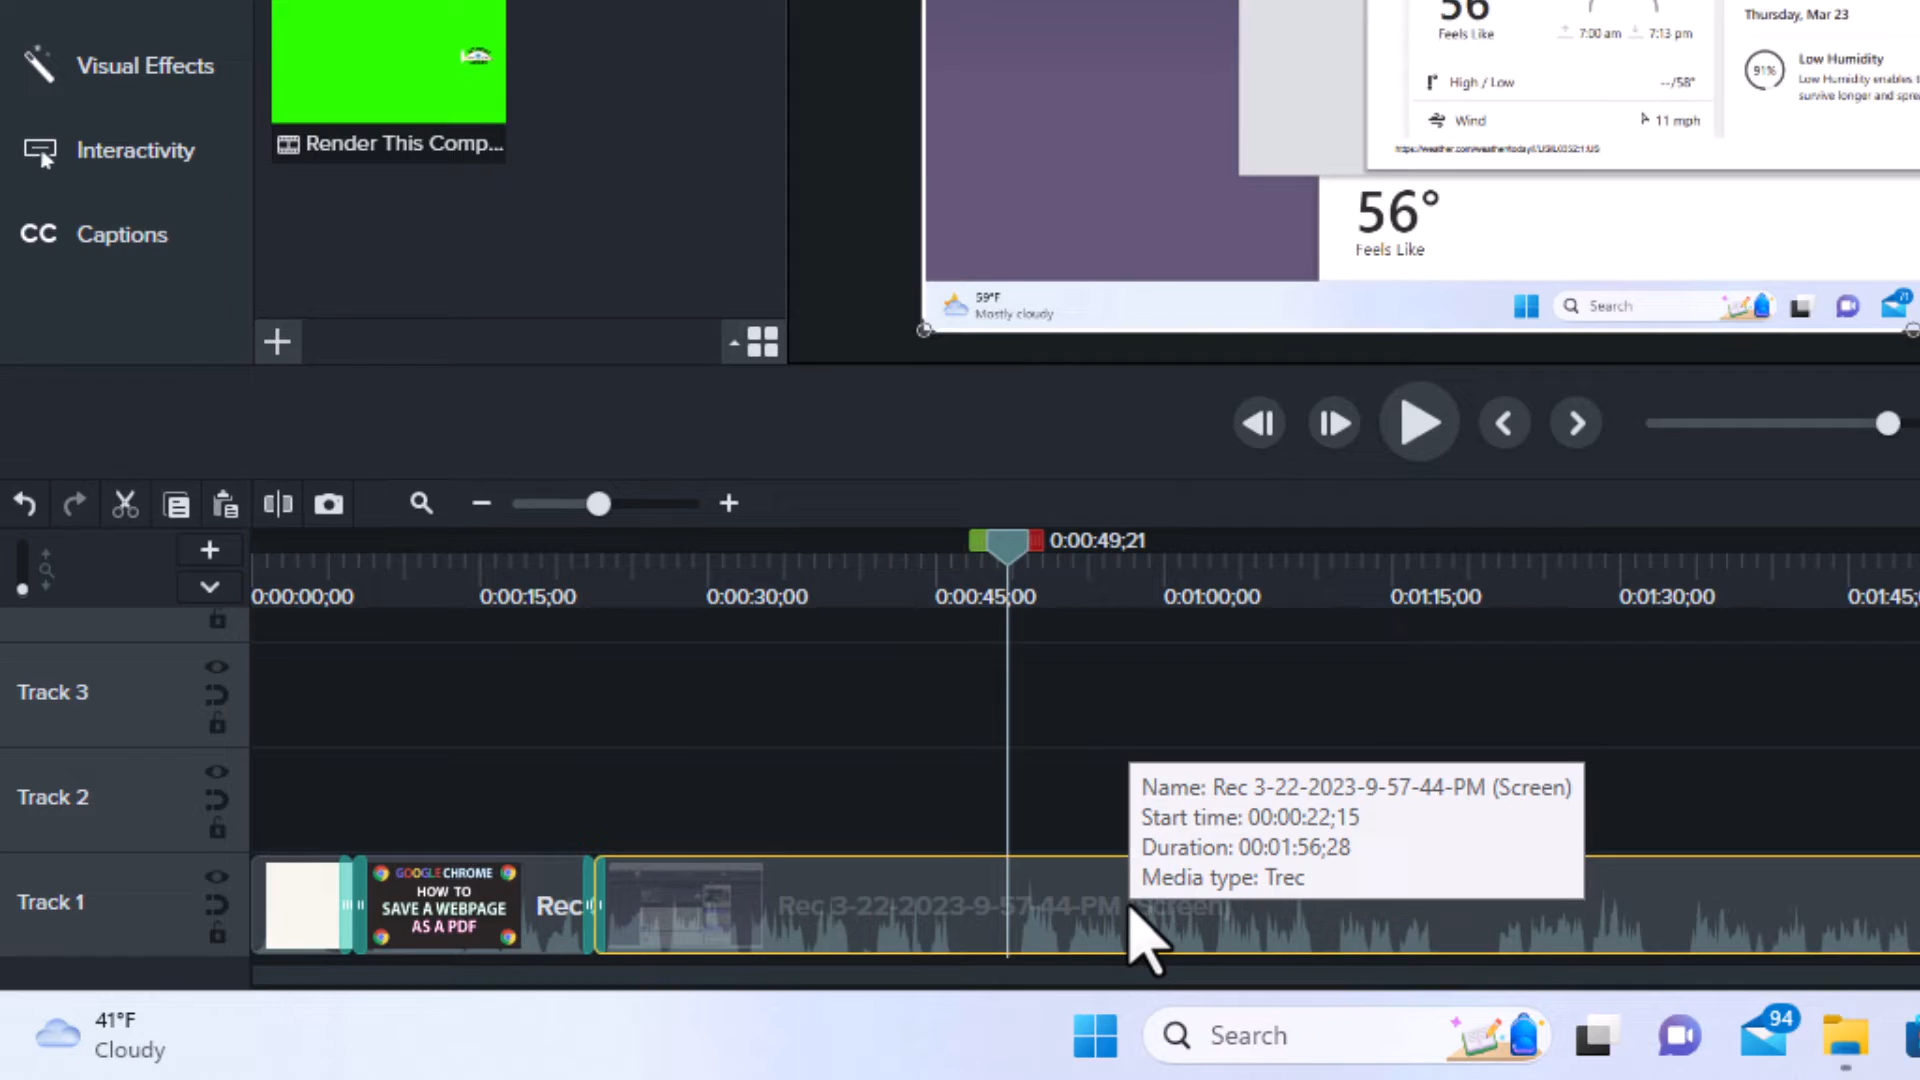 Visual Effects
Interactivity
CC Captions
Render This Comp...
56
Feels Like
7:00 am 7:13 pm
High / Low --/58°
Wind 11 mph
Thursday, Mar 23
91%
Low Humidity
Low Humidity enables t
survive longer and spre
56°
Feels Like
59°F
Mostly cloudy
Search
0:00:49;21
0:00:00;00
0:00:15;00
0:00:30;00
0:00:45;00
0:01:00;00
0:01:15;00
0:01:30;00
0:01:45;
Track 3
Track 2
Track 1
GOOGLE CHROME
HOW TO
SAVE A WEBPAGE
AS A PDF
Rec
Rec 3-22-2023-9-57-44-PM (Screen)
Name: Rec 3-22-2023-9-57-44-PM (Screen)
Start time: 00:00:22;15
Duration: 00:01:56;28
Media type: Trec
41°F
Cloudy
Search
94